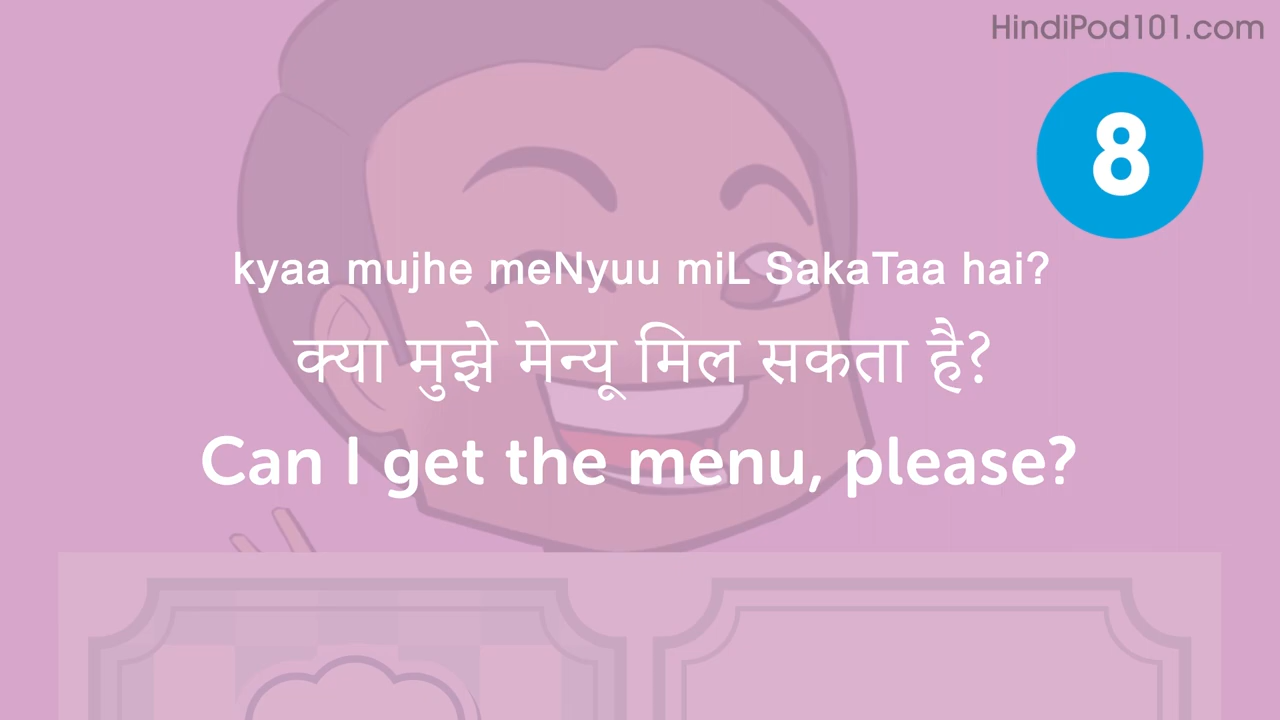 HindiPod101.com
8
kyaa mujhe meNyuu miL SakaTaa hai?
क्या मुझे मेन्यू मिल सकता है?
Can I get the menu, please?